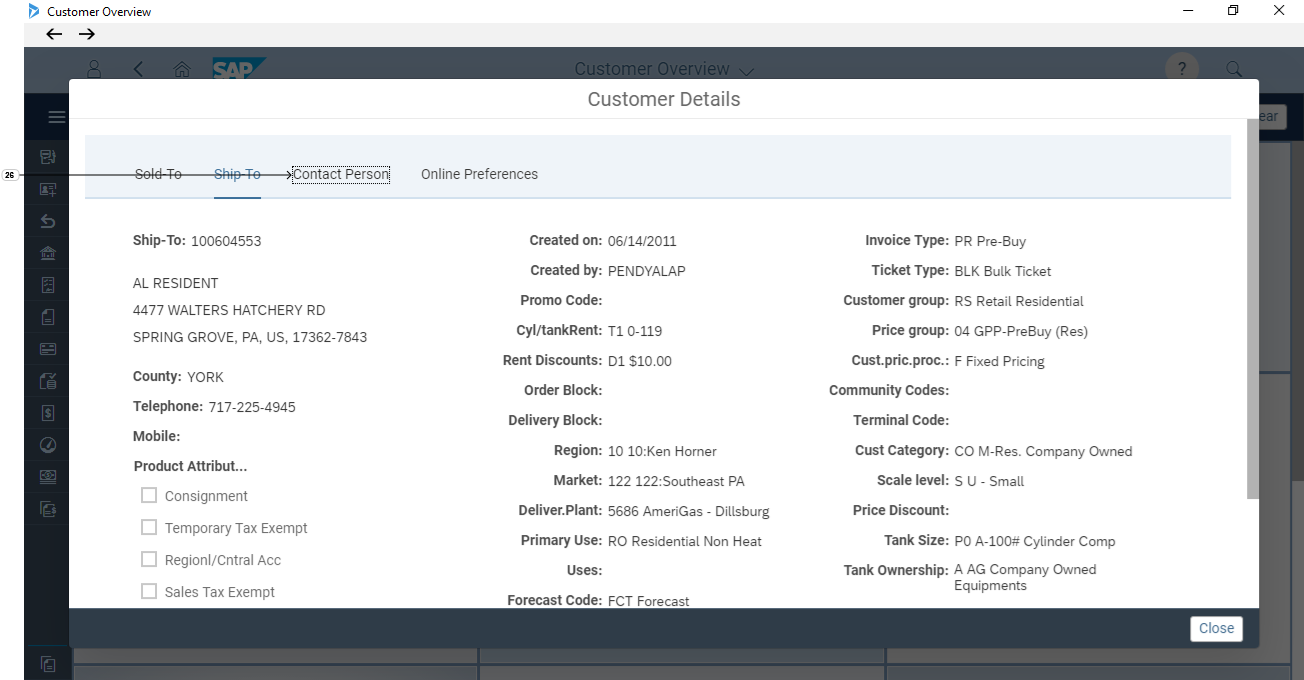 Customer Overview
SAP
Customer Overview
?
Customer Details
ear
26
Sold-To Ship-To Contact Person Online Preferences
Ship-To: 100604553
AL RESIDENT
4477 WALTERS HATCHERY RD
SPRING GROVE, PA, US, 17362-7843
County: YORK
Telephone: 717-225-4945
Mobile:
Product Attribut...
Consignment
Temporary Tax Exempt
Regionl/Cntral Acc
Sales Tax Exempt
Created on: 06/14/2011
Created by: PENDYALAP
Promo Code:
Cyl/tankRent: T1 0-119
Rent Discounts: D1 $10.00
Order Block:
Delivery Block:
Region: 10 10:Ken Horner
Market: 122 122:Southeast PA
Deliver.Plant: 5686 AmeriGas - Dillsburg
Primary Use: RO Residential Non Heat
Uses:
Forecast Code: FCT Forecast
Invoice Type: PR Pre-Buy
Ticket Type: BLK Bulk Ticket
Customer group: RS Retail Residential
Price group: 04 GPP-PreBuy (Res)
Cust.pric.proc.: F Fixed Pricing
Community Codes:
Terminal Code:
Cust Category: CO M-Res. Company Owned
Scale level: S U - Small
Price Discount:
Tank Size: P0 A-100# Cylinder Comp
Tank Ownership: A AG Company Owned
Equipments
Close